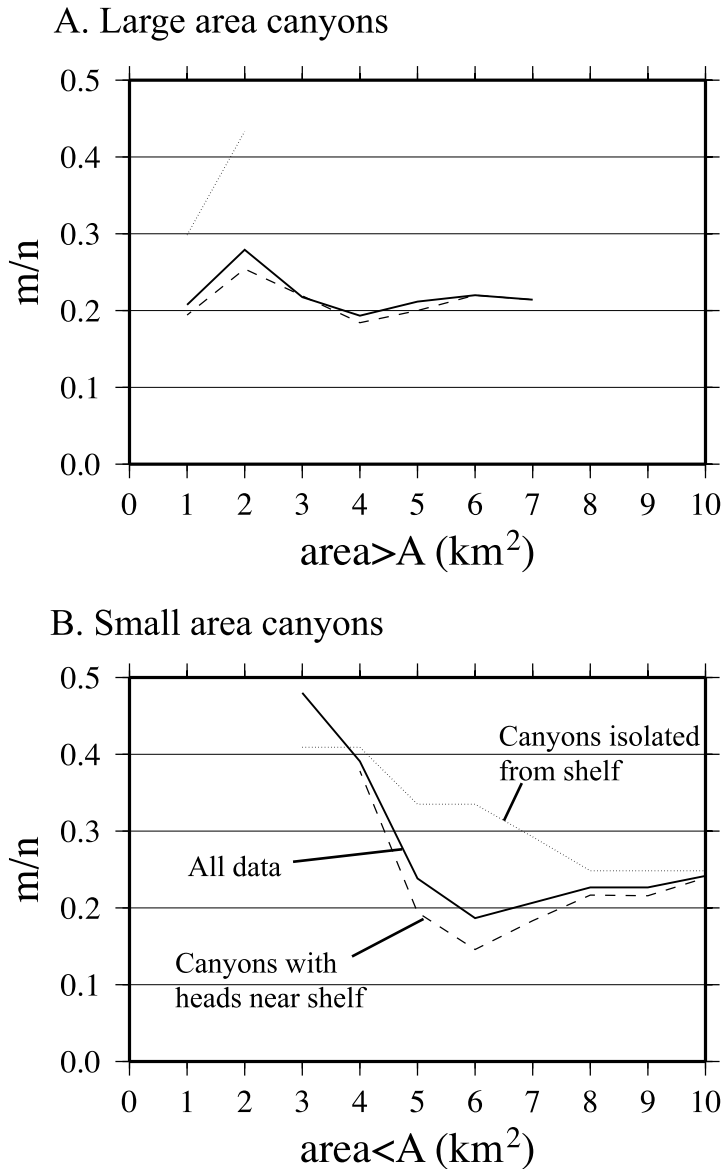 A. Large area canyons
0.5
0.4
0.3
0.2
0.1
0.0
m/n
0 1 2 3 4 5 6 7 8 9 10
area>A (km²)
B. Small area canyons
0.5
0.4
0.3
0.2
0.1
0.0
m/n
Canyons isolated
from shelf
All data
Canyons with
heads near shelf
0 1 2 3 4 5 6 7 8 9 10
area<A (km²)